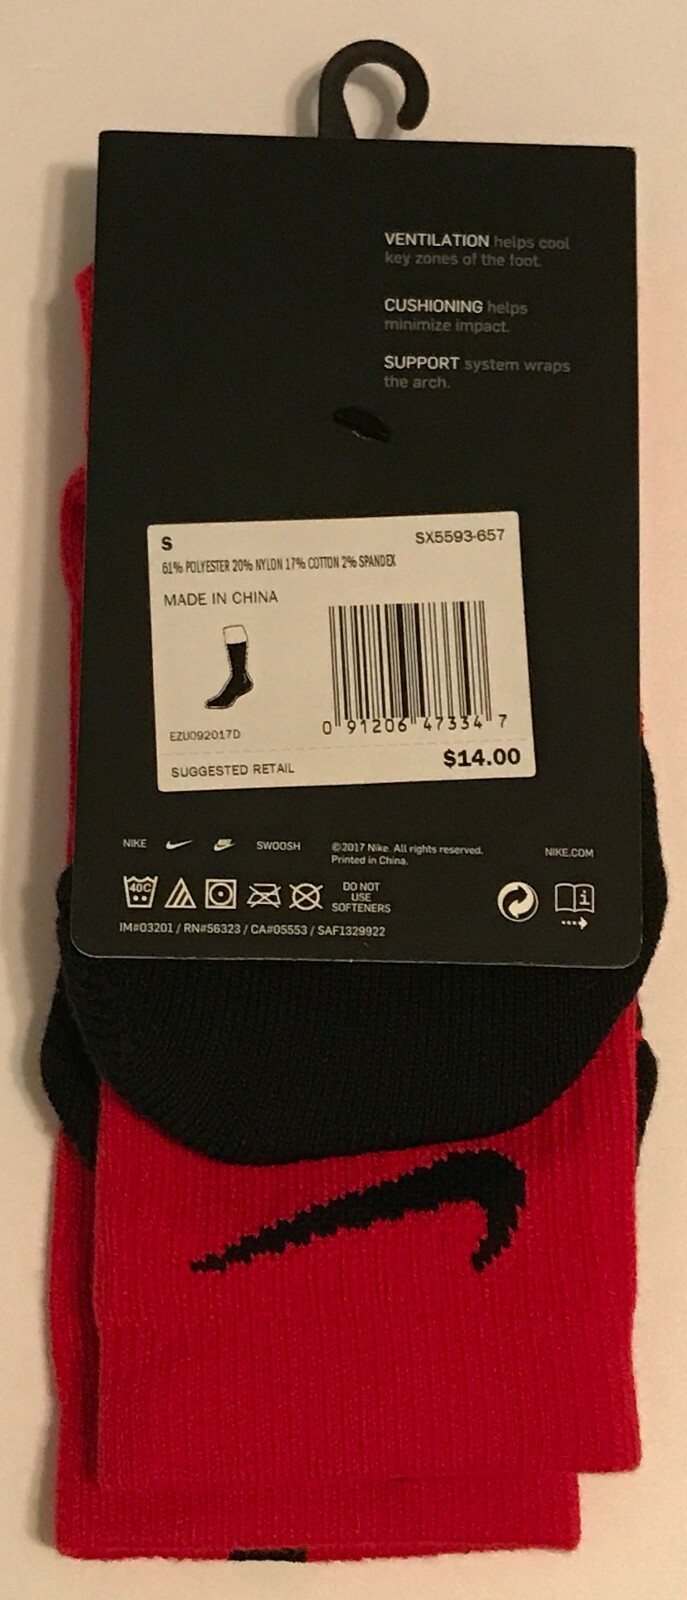 VENTILATION helps cool
key zones of the foot.
CUSHIONING helps
minimize impact.
SUPPORT system wraps
the arch.
S SX5593-657
61% POLYESTER 20% NYLON 17% COTTON 2% SPANDEX
MADE IN CHINA
EZU092017D
0 91206 47334 7
SUGGESTED RETAIL $14.00
NIKE SWOOSH ©2017 Nike. All rights reserved. NIKE.COM
Printed in China.
40C
DO NOT
USE
SOFTENERS
IM#03201 / RN#56323 / CA#05553 / SAF1329922